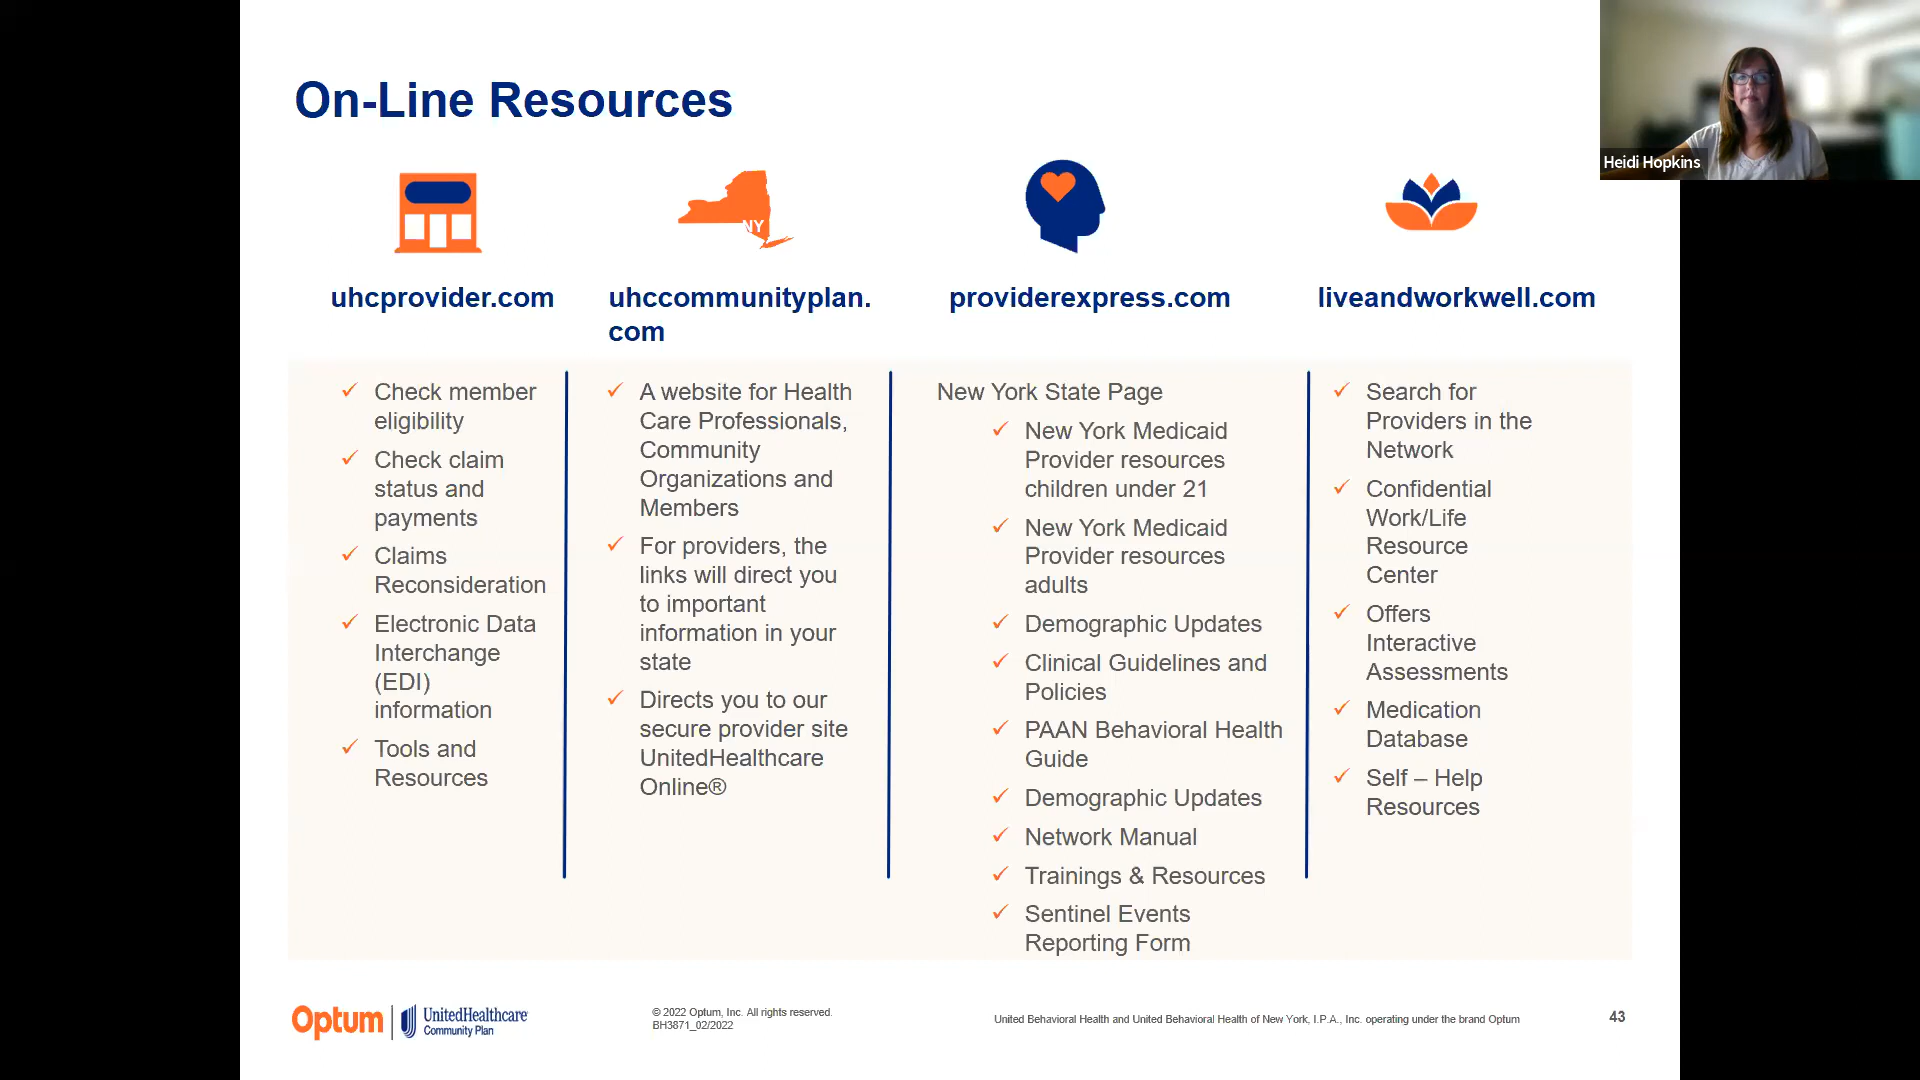 On-Line Resources
Heidi Hopkins
NY
uhcprovider.com
Check member
eligibility
Check claim
status and
payments
Claims
Reconsideration
Electronic Data
Interchange
(EDI)
information
Tools and
Resources
uhccommunityplan.
com
A website for Health
Care Professionals,
Community
Organizations and
Members
For providers, the
links will direct you
to important
information in your
state
Directs you to our
secure provider site
UnitedHealthcare
Online®
providerexpress.com
New York State Page
New York Medicaid
Provider resources
children under 21
New York Medicaid
Provider resources
adults
Demographic Updates
Clinical Guidelines and
Policies
PAAN Behavioral Health
Guide
Demographic Updates
Network Manual
Trainings & Resources
Sentinel Events
Reporting Form
liveandworkwell.com
Search for
Providers in the
Network
Confidential
Work/Life
Resource
Center
Offers
Interactive
Assessments
Medication
Database
Self – Help
Resources
Optum
UnitedHealthcare
Community Plan
© 2022 Optum, Inc. All rights reserved.
BH3871_02/2022
United Behavioral Health and United Behavioral Health of New York, I.P.A., Inc. operating under the brand Optum
43